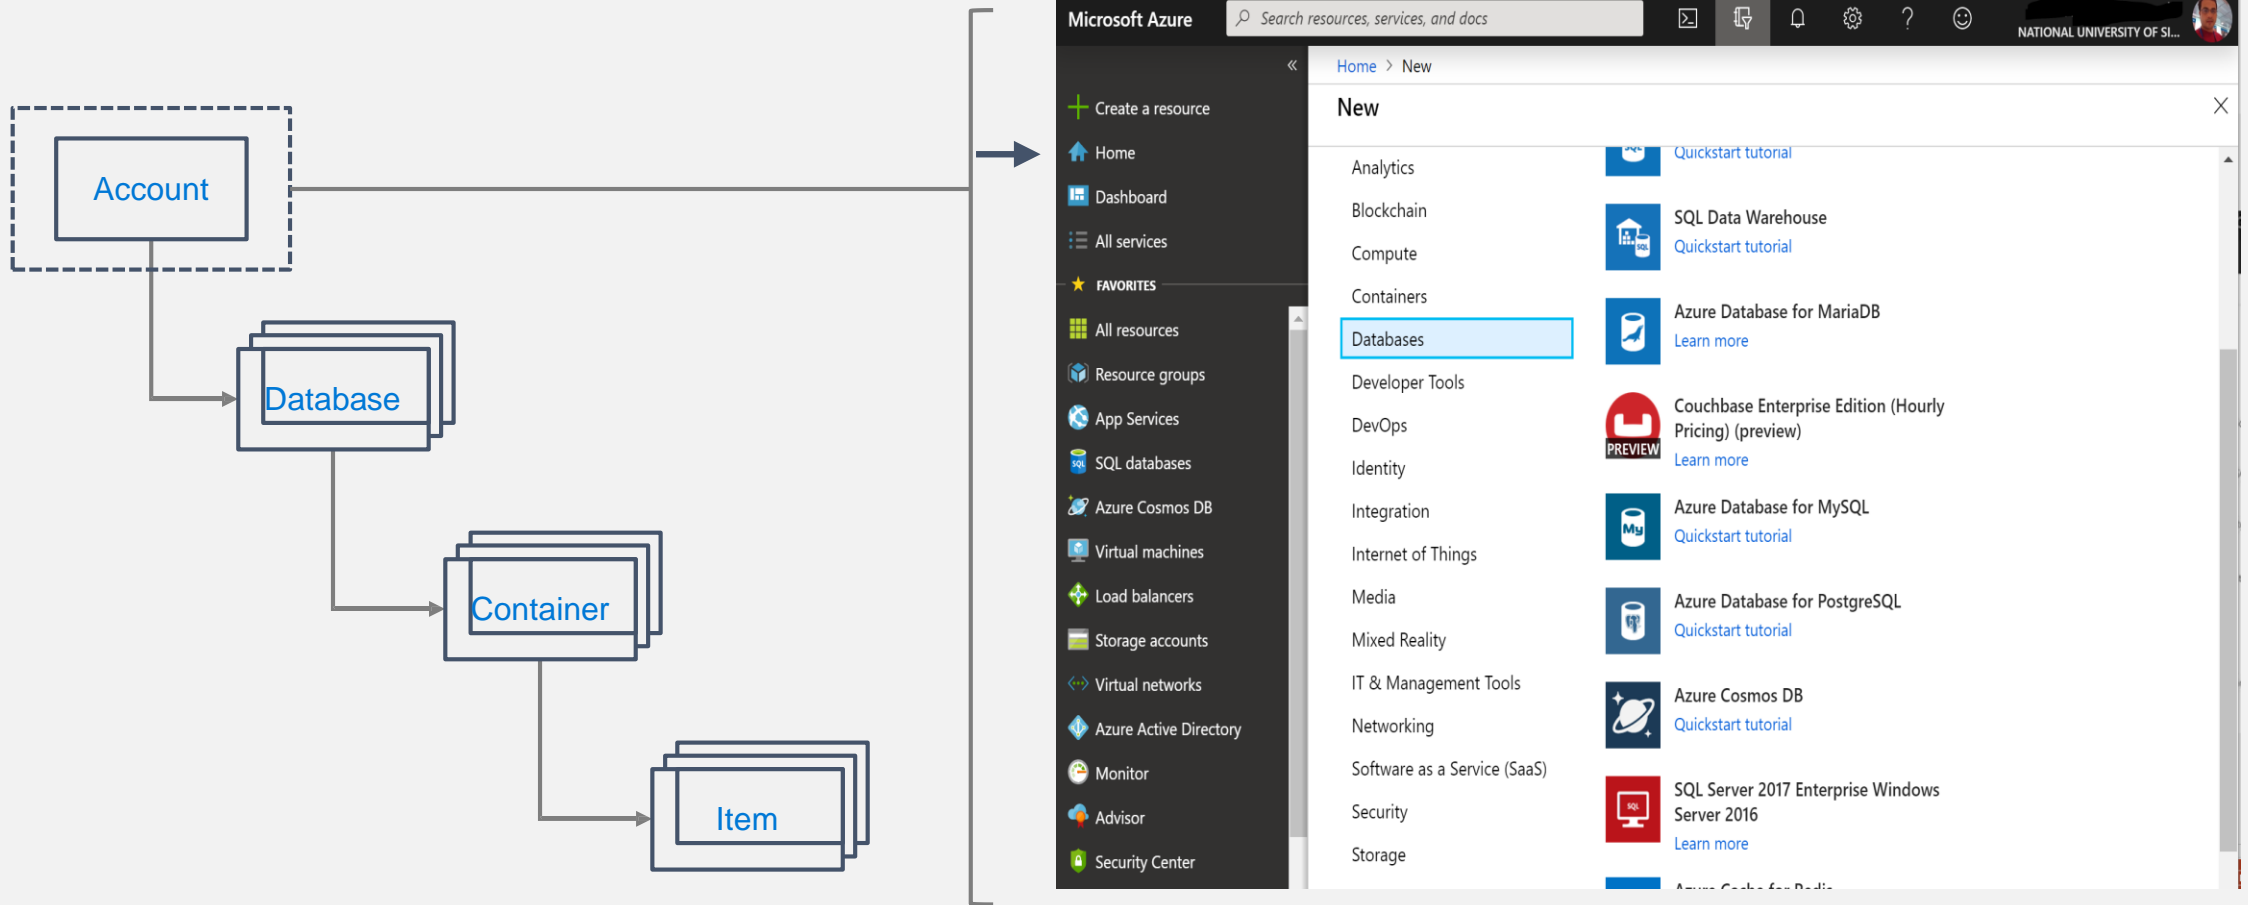 Account
Database
Container
Item
Microsoft Azure
Search resources, services, and docs
NATIONAL UNIVERSITY OF SI...
Create a resource
Home
Dashboard
All services
FAVORITES
All resources
Resource groups
App Services
SQL databases
Azure Cosmos DB
Virtual machines
Load balancers
Storage accounts
Virtual networks
Azure Active Directory
Monitor
Advisor
Security Center
Home > New
New
Analytics
Blockchain
Compute
Containers
Databases
Developer Tools
DevOps
Identity
Integration
Internet of Things
Media
Mixed Reality
IT & Management Tools
Networking
Software as a Service (SaaS)
Security
Storage
Quickstart tutorial
SQL Data Warehouse
Quickstart tutorial
Azure Database for MariaDB
Learn more
Couchbase Enterprise Edition (Hourly
Pricing) (preview)
PREVIEW
Learn more
Azure Database for MySQL
Quickstart tutorial
Azure Database for PostgreSQL
Quickstart tutorial
Azure Cosmos DB
Quickstart tutorial
SQL Server 2017 Enterprise Windows
Server 2016
Learn more
Azure Cache for Redis